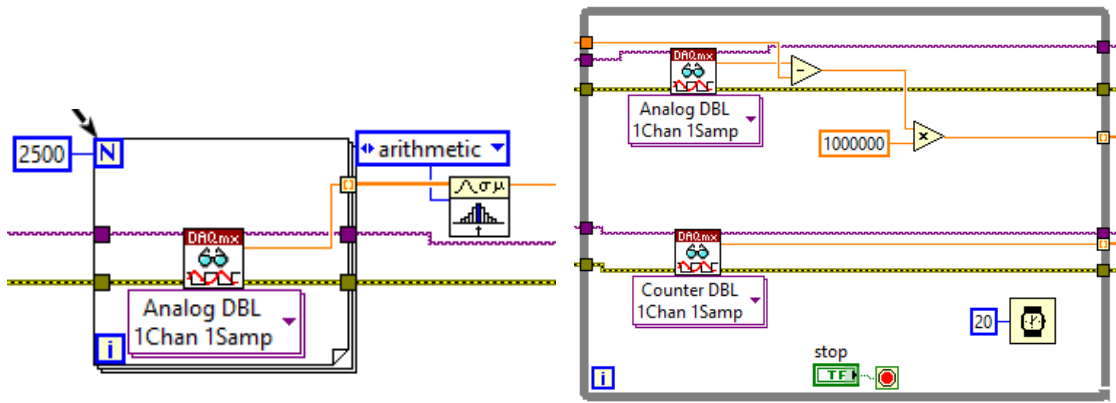 2500
N
arithmetic
σ μ
DAQmx
Analog DBL
1Chan 1Samp
i
DAQmx
Analog DBL
1Chan 1Samp
1000000
DAQmx
Counter DBL
1Chan 1Samp
20
stop
TF
i